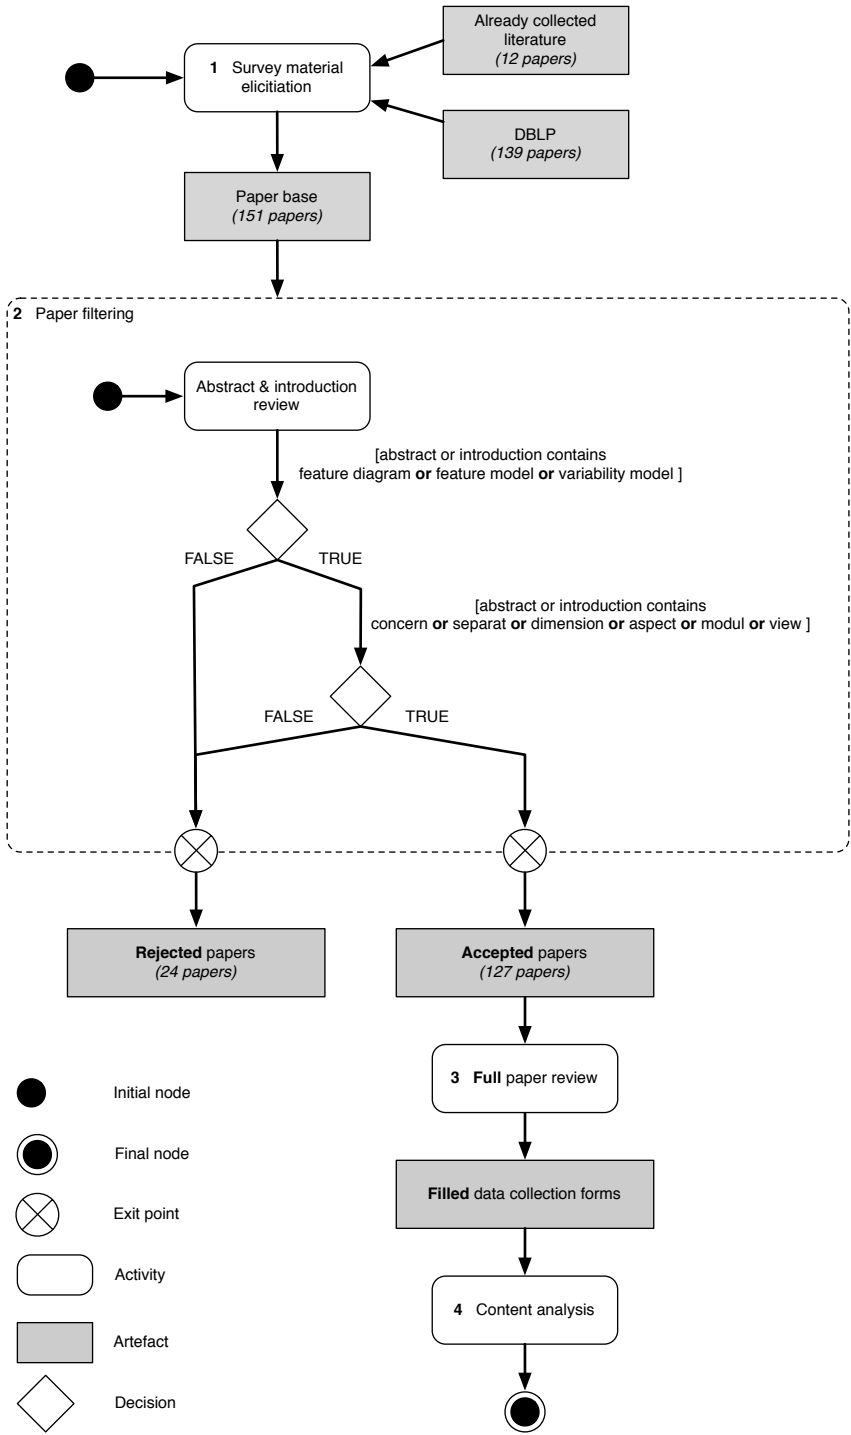 Already collected
literature
(12 papers)
1 Survey material
elicitiation
DBLP
(139 papers)
Paper base
(151 papers)
2 Paper filtering
Abstract & introduction
review
[abstract or introduction contains
feature diagram or feature model or variability model ]
FALSE
TRUE
[abstract or introduction contains
concern or separat or dimension or aspect or modul or view ]
FALSE
TRUE
Rejected papers
(24 papers)
Accepted papers
(127 papers)
3 Full paper review
Filled data collection forms
4 Content analysis
Initial node
Final node
Exit point
Activity
Artefact
Decision